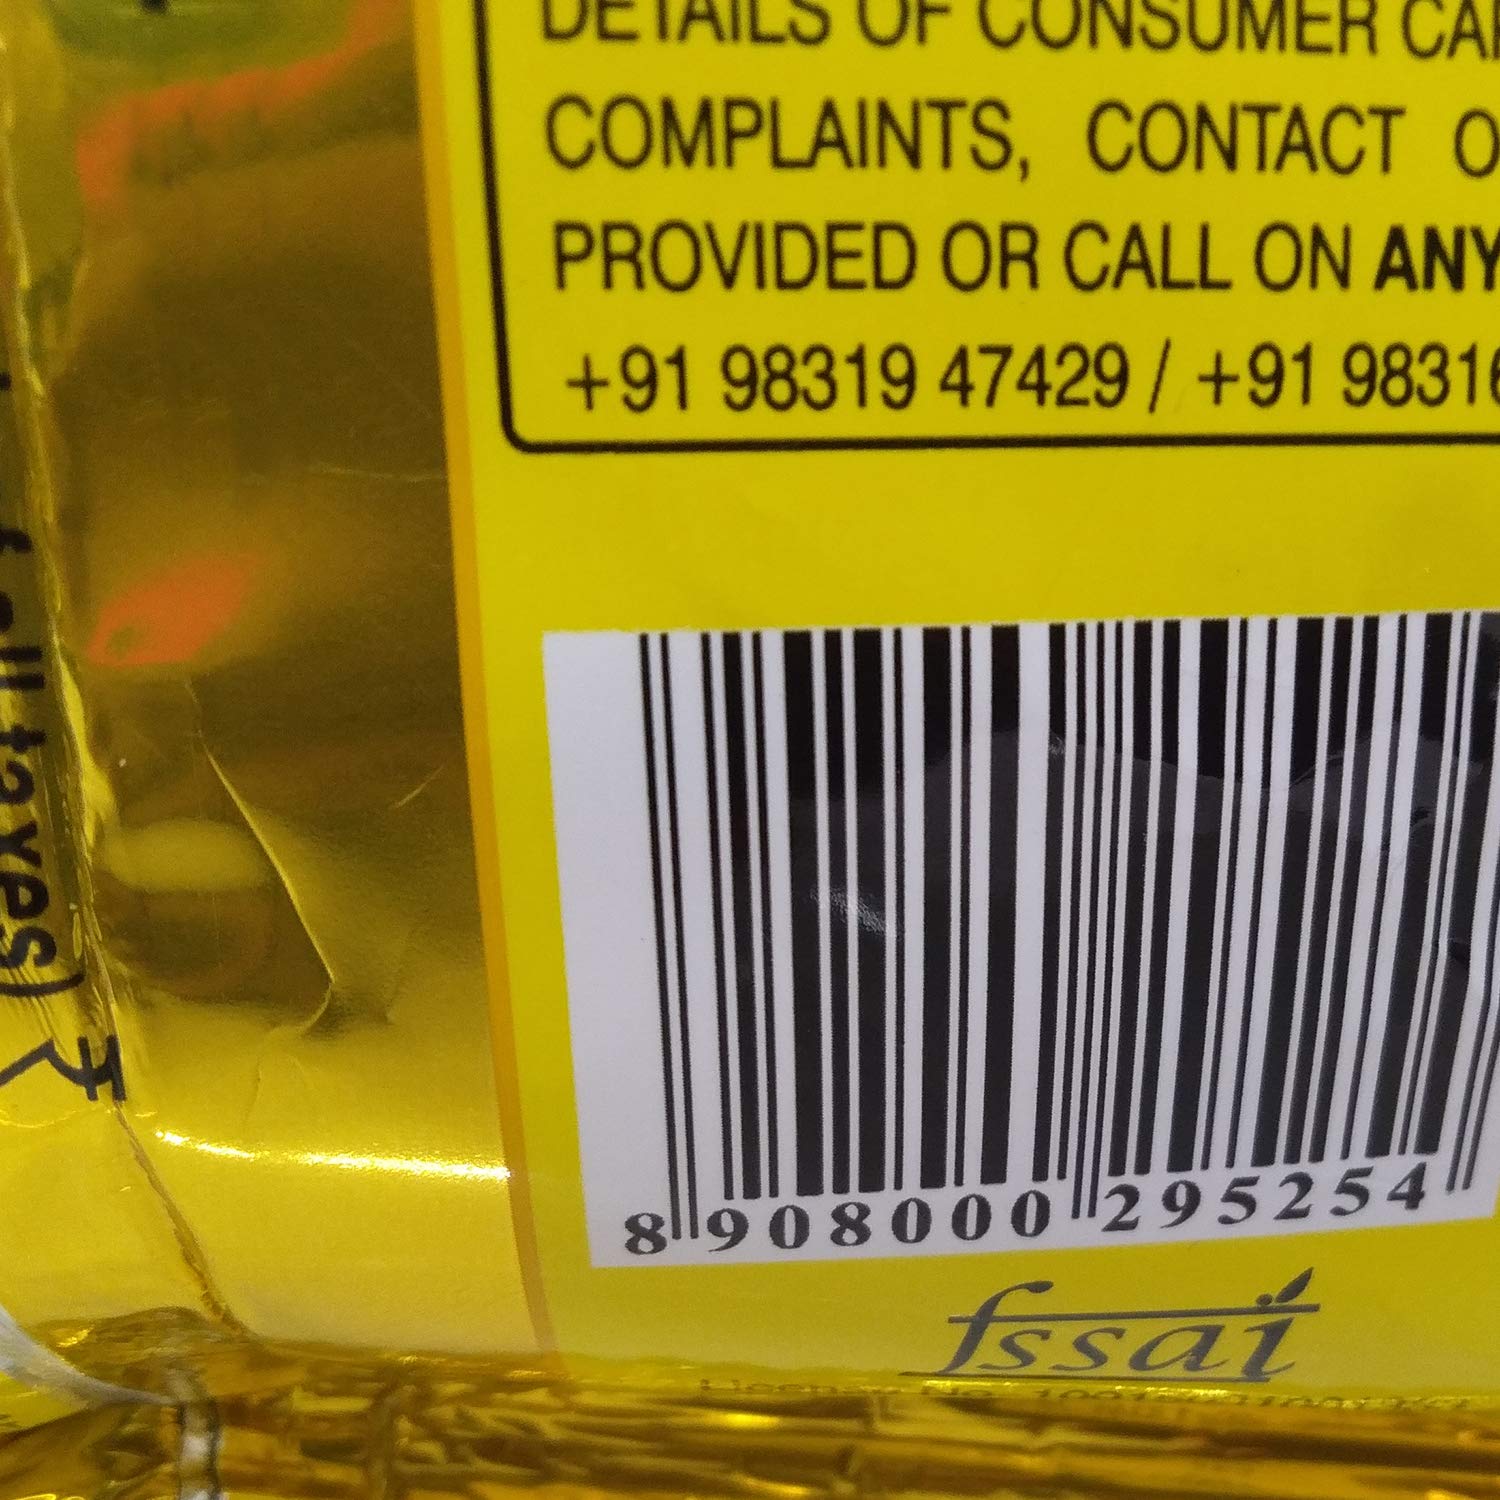 DETAILS OF CONSUMER
COMPLAINTS, CONTACT
PROVIDED OR CALL ON ANY
+91 98319 47429 / +91 9831
all taxes) ₹
8 908000 295254
fssai